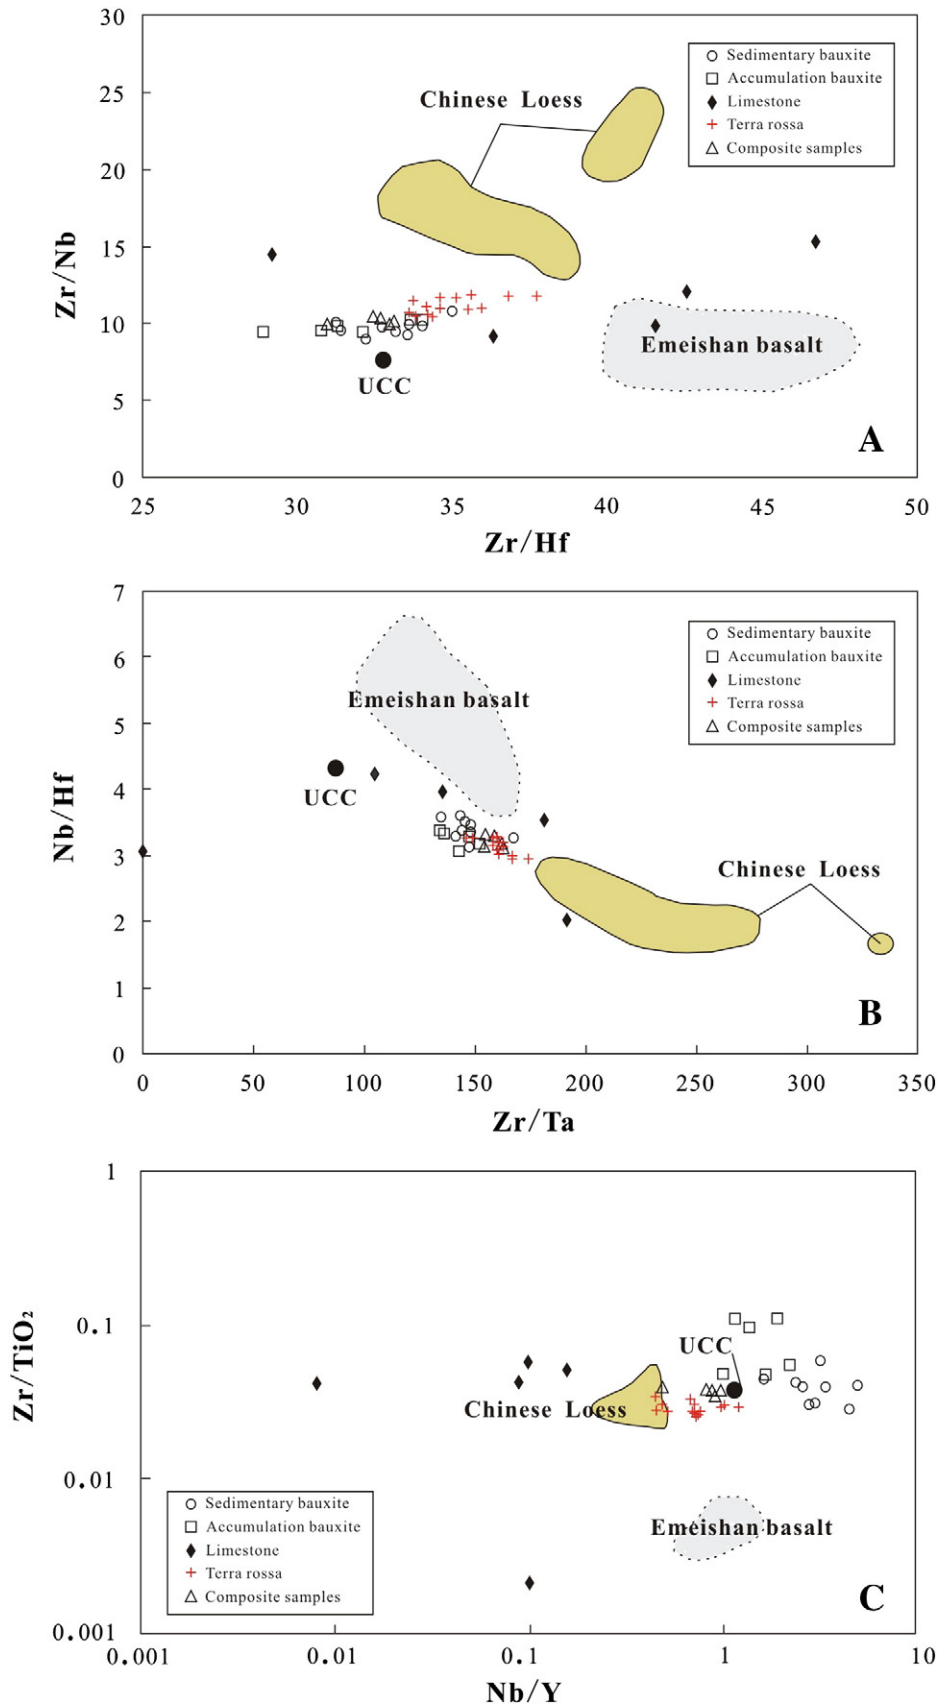 30
Sedimentary bauxite
Accumulation bauxite
Limestone
Terra rossa
Composite samples
25
Chinese Loess
20
Zr/Nb
15
10
Emeishan basalt
UCC
5
A
0
25 30 35 40 45 50
Zr/Hf
7
Sedimentary bauxite
Accumulation bauxite
Limestone
Terra rossa
Composite samples
6
Emeishan basalt
5
UCC
4
Nb/Hf
3
Chinese Loess
2
1
B
0
0 50 100 150 200 250 300 350
Zr/Ta
1
0.1
UCC
Zr/TiO₂
Chinese Loess
0.01
Emeishan basalt
Sedimentary bauxite
Accumulation bauxite
Limestone
Terra rossa
Composite samples
C
0.001
0.001 0.01 0.1 1 10
Nb/Y